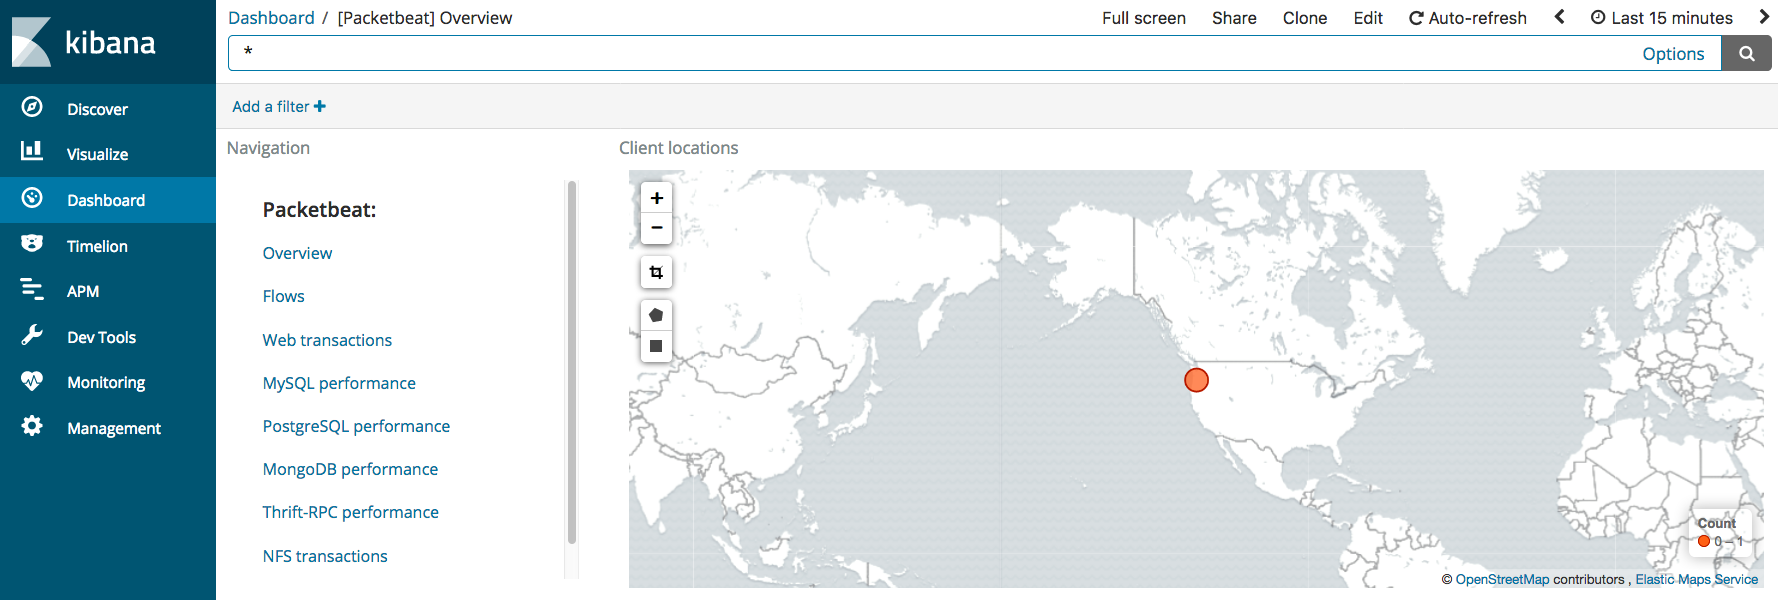 kibana
Discover
Visualize
Dashboard
Timelion
APM
Dev Tools
Monitoring
Management
Dashboard / [Packetbeat] Overview
Full screen Share Clone Edit Auto-refresh Last 15 minutes
* Options
Add a filter +
Navigation
Packetbeat:
Overview
Flows
Web transactions
MySQL performance
PostgreSQL performance
MongoDB performance
Thrift-RPC performance
NFS transactions
Client locations
+
−
Count
0 – 1
© OpenStreetMap contributors , Elastic Maps Service